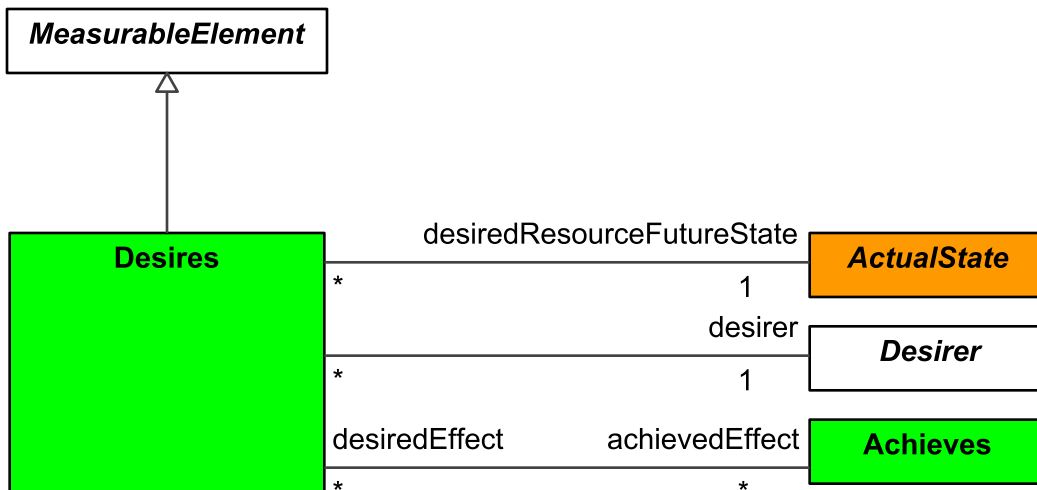 MeasurableElement
Desires
desiredResourceFutureState
ActualState
*
1
desirer
Desirer
*
1
desiredEffect
achievedEffect
Achieves
*
*